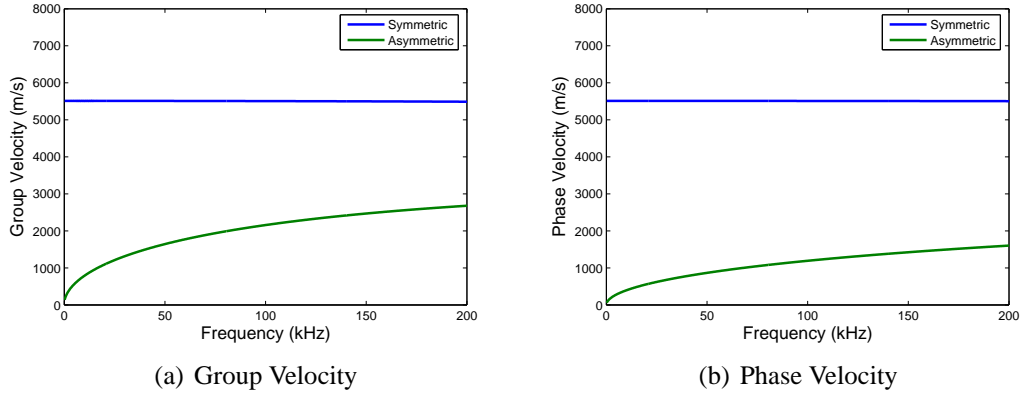 8000
7000
6000
5000
4000
3000
2000
1000
0
Group Velocity (m/s)
Symmetric
Asymmetric
0 50 100 150 200
Frequency (kHz)
(a) Group Velocity
8000
7000
6000
5000
4000
3000
2000
1000
0
Phase Velocity (m/s)
Symmetric
Asymmetric
0 50 100 150 200
Frequency (kHz)
(b) Phase Velocity